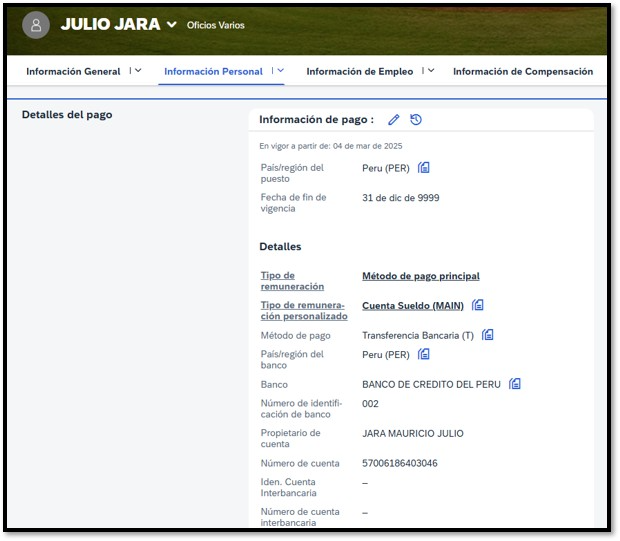 JULIO JARA Oficios Varios
Información General Información Personal Información de Empleo Información de Compensación
Detalles del pago
Información de pago :
En vigor a partir de: 04 de mar de 2025
País/región del
puesto
Peru (PER)
Fecha de fin de
vigencia
31 de dic de 9999
Detalles
Tipo de
remuneración
Método de pago principal
Tipo de remunera-
ción personalizado
Cuenta Sueldo (MAIN)
Método de pago
Transferencia Bancaria (T)
País/región del
banco
Peru (PER)
Banco
BANCO DE CREDITO DEL PERU
Número de identifi-
cación de banco
002
Propietario de
cuenta
JARA MAURICIO JULIO
Número de cuenta
57006186403046
Iden. Cuenta
Interbancaria
–
Número de cuenta
interbancaria
–